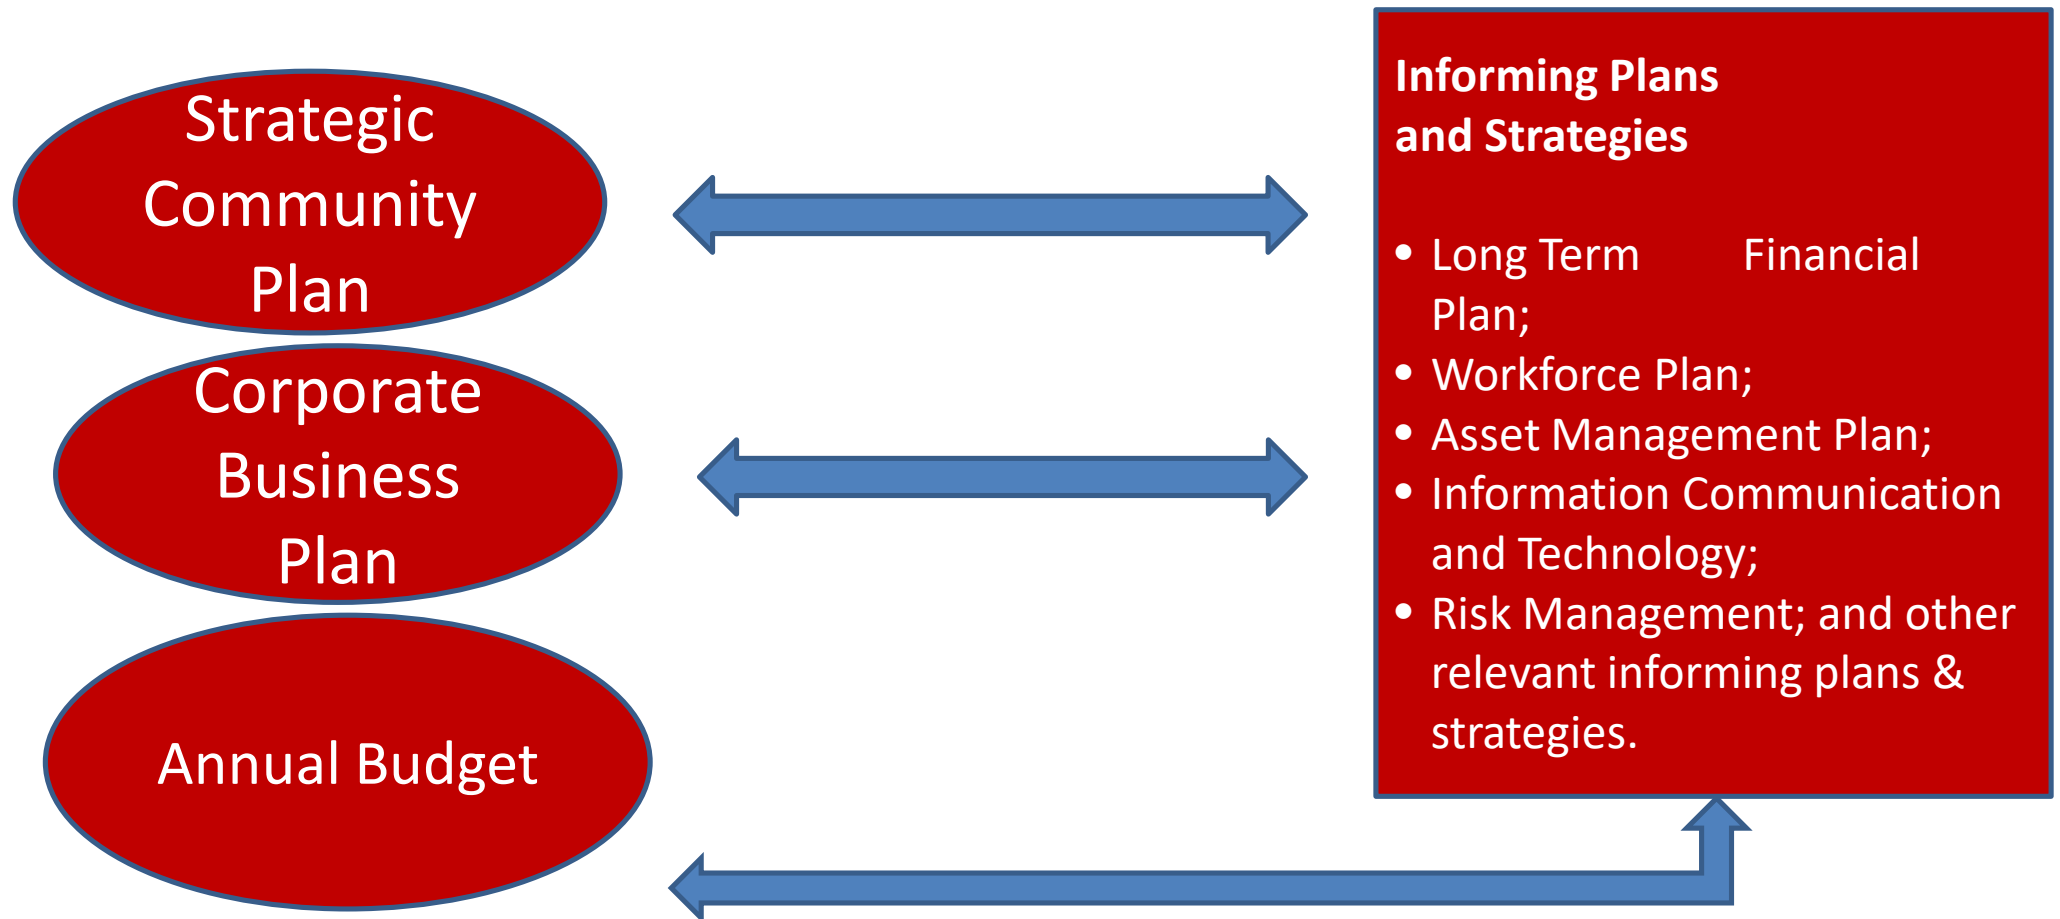 Strategic
Community
Plan
Corporate
Business
Plan
Annual Budget
Informing Plans
and Strategies
• Long Term Financial
Plan;
• Workforce Plan;
• Asset Management Plan;
• Information Communication
and Technology;
• Risk Management; and other
relevant informing plans &
strategies.